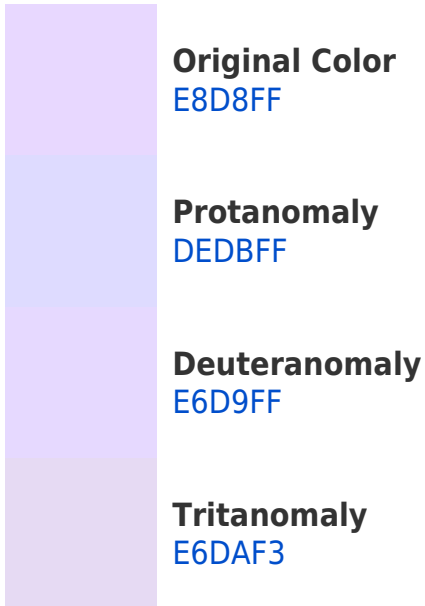 Original Color
E8D8FF
Protanomaly
DEDBFF
Deuteranomaly
E6D9FF
Tritanomaly
E6DAF3